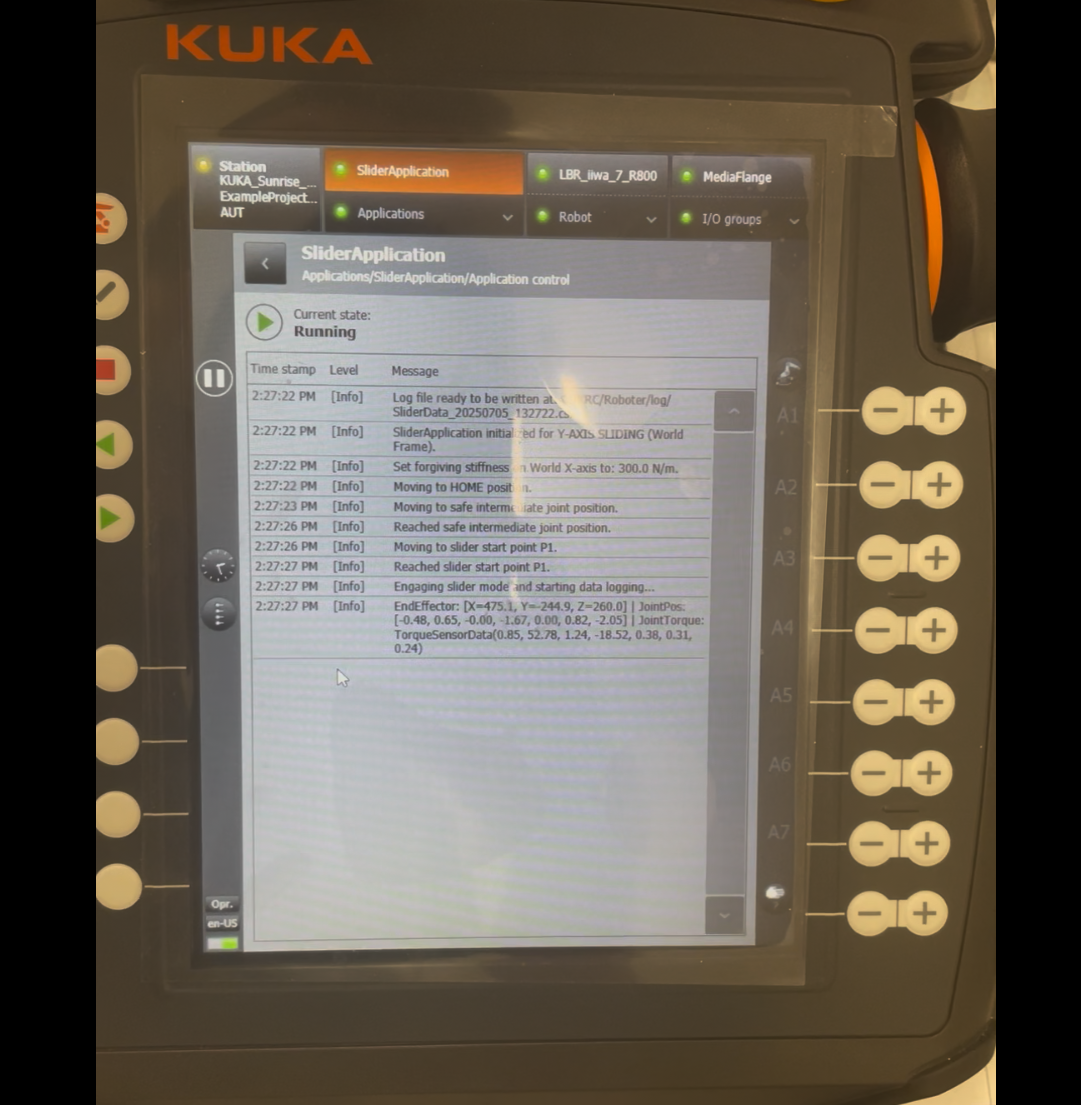 KUKA
Station
KUKA_Sunrise_...
ExampleProject...
AUT
SliderApplication
Applications
LBR_iiwa_7_R800
Robot
MediaFlange
I/O groups
SliderApplication
Applications/SliderApplication/Application control
Current state:
Running
Time stamp Level Message
2:27:22 PM [Info] Log file ready to be written at: RC/Roboter/log/
SliderData_20250705_132722.cs
2:27:22 PM [Info] SliderApplication initialized for Y-AXIS SLIDING (World
Frame).
2:27:22 PM [Info] Set forgiving stiffness on World X-axis to: 300.0 N/m.
2:27:22 PM [Info] Moving to HOME position.
2:27:23 PM [Info] Moving to safe intermediate joint position.
2:27:26 PM [Info] Reached safe intermediate joint position.
2:27:26 PM [Info] Moving to slider start point P1.
2:27:27 PM [Info] Reached slider start point P1.
2:27:27 PM [Info] Engaging slider mode and starting data logging...
2:27:27 PM [Info] EndEffector: [X=475.1, Y=-244.9, Z=260.0] | JointPos:
[-0.48, 0.65, -0.00, -1.67, 0.00, 0.82, -2.05] | JointTorque:
TorqueSensorData(0.85, 52.78, 1.24, -18.52, 0.38, 0.31,
0.24)
A1
A2
A3
A4
A5
A6
A7
Opr.
en-US